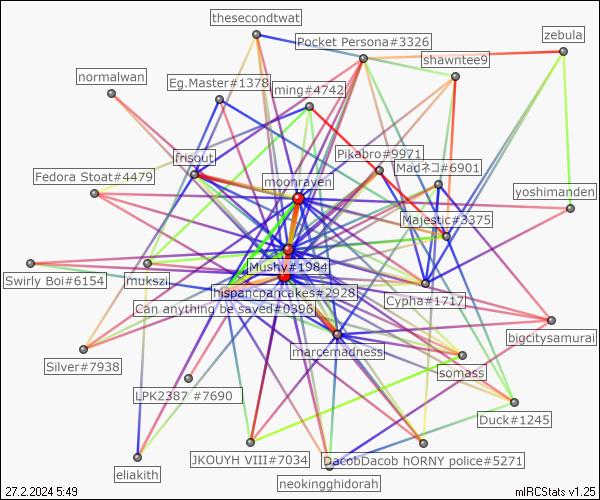 thesecondtwat
Pocket Persona#3326
zebula
shawntee9
normalwan
Eg.Master#1378
ming#4742
Pikabro#9971
frisout
Madネコ#6901
Fedora Stoat#4479
moonraven
yoshimanden
Majestic#3375
Mushy#1984
Swirly Boi#6154
mukszi
hispancpancakes#2928
Cypha#1717
Can anything be saved#0396
bigcitysamurai
marcemadness
Silver#7938
somass
LPK2387 #7690
Duck#1245
JKOUYH VIII#7034
DacobDacob hORNY police#5271
eliakith
neokingghidorah
27.2.2024 5:49
mIRCStats v1.25